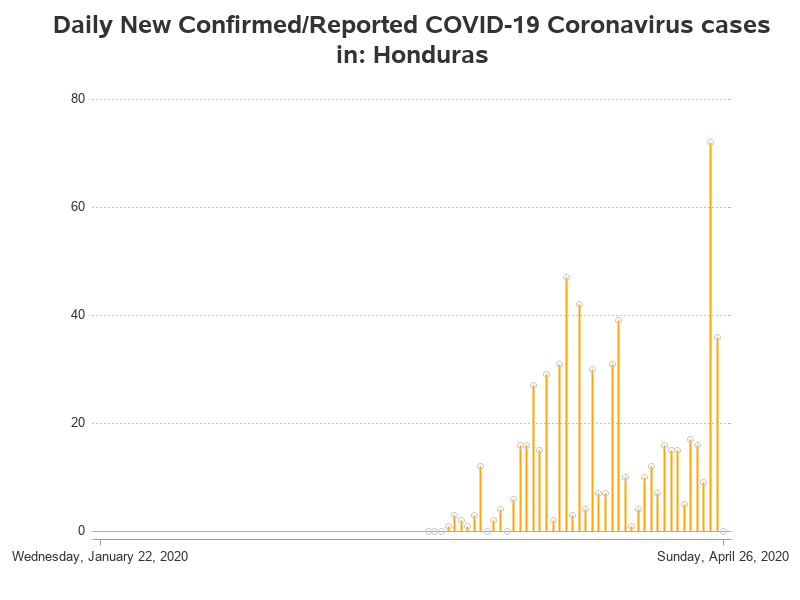 Daily New Confirmed/Reported COVID-19 Coronavirus cases
in: Honduras
80
60
40
20
0
Wednesday, January 22, 2020
Sunday, April 26, 2020